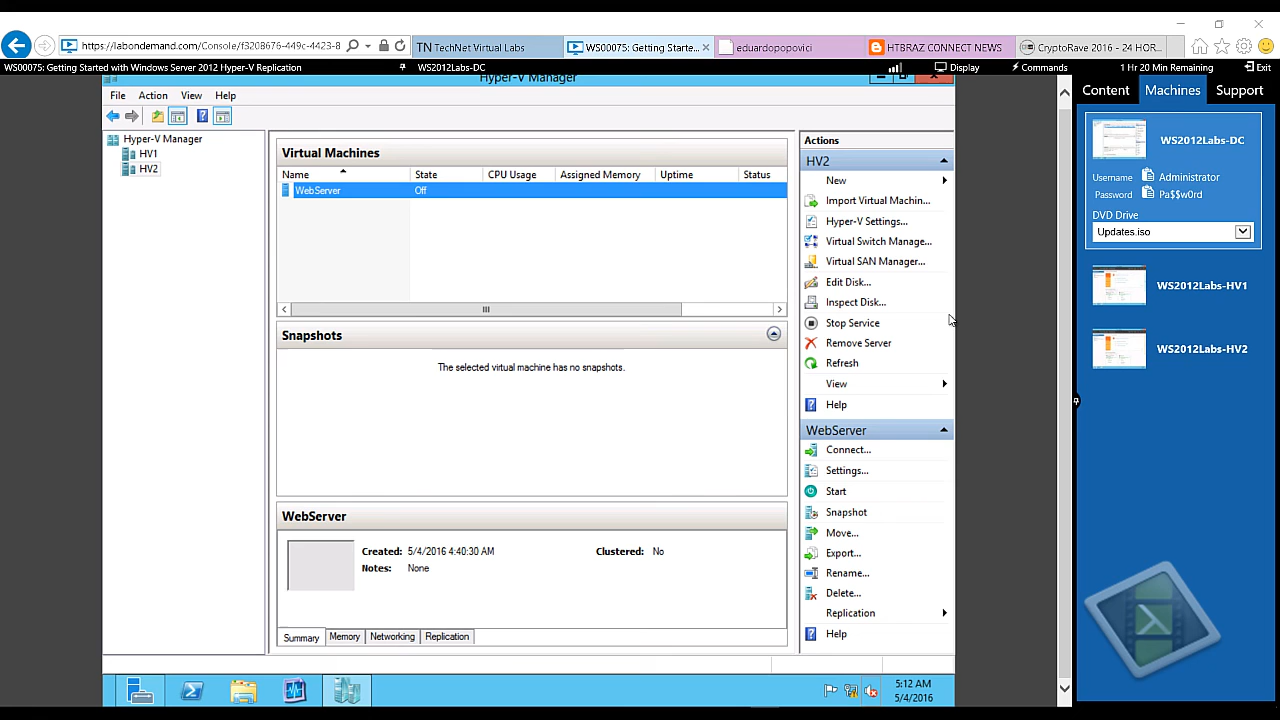 https://labondemand.com/Console/f3208676-449c-4423-8
TN TechNet Virtual Labs
WS00075: Getting Starte...
eduardopopovici
HTBRAZ CONNECT NEWS
CryptoRave 2016 - 24 HOR...
WS00075: Getting Started with Windows Server 2012 Hyper-V Replication
WS2012Labs-DC
Display
Commands
1 Hr 20 Min Remaining
Exit
Hyper-V Manager
File Action View Help
Hyper-V Manager
HV1
HV2
Virtual Machines
Name State CPU Usage Assigned Memory Uptime Status
WebServer Off
Snapshots
The selected virtual machine has no snapshots.
WebServer
Created: 5/4/2016 4:40:30 AM Clustered: No
Notes: None
Summary Memory Networking Replication
Actions
HV2
New
Import Virtual Machin...
Hyper-V Settings...
Virtual Switch Manage...
Virtual SAN Manager...
Edit Disk...
Inspect Disk...
Stop Service
Remove Server
Refresh
View
Help
WebServer
Connect...
Settings...
Start
Snapshot
Move...
Export...
Rename...
Delete...
Replication
Help
5:12 AM
5/4/2016
Content Machines Support
WS2012Labs-DC
Username Administrator
Password Pa$$w0rd
DVD Drive
Updates.iso
WS2012Labs-HV1
WS2012Labs-HV2